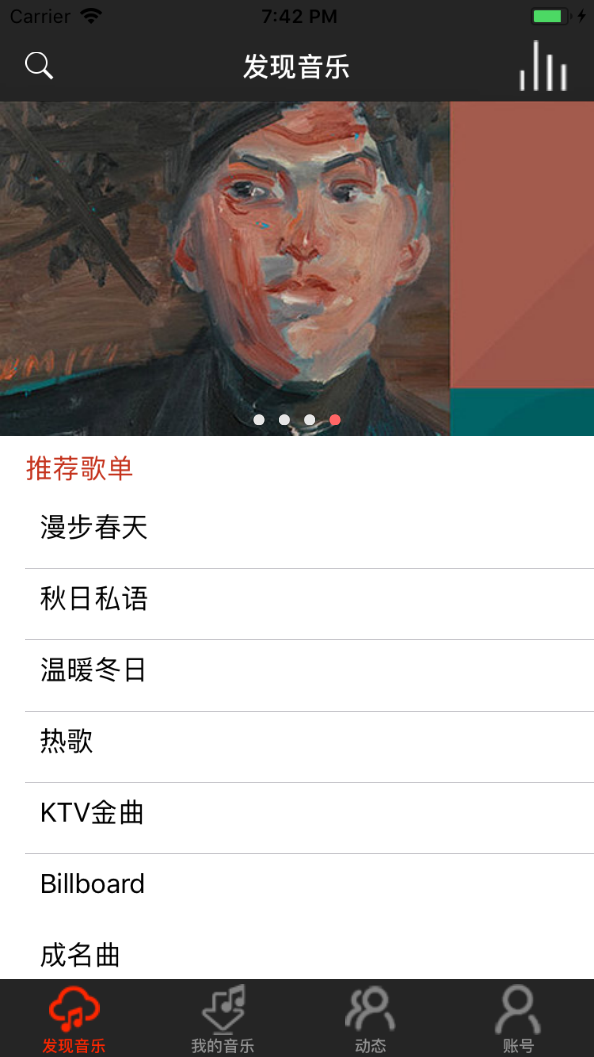 Carrier 7:42 PM
发现音乐
推荐歌单
漫步春天
秋日私语
温暖冬日
热歌
KTV金曲
Billboard
成名曲
发现音乐 我的音乐 动态 账号